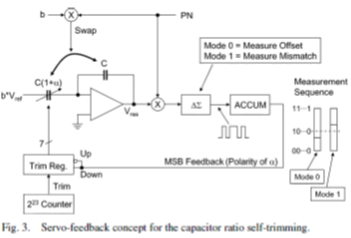 b
PN
Swap
Mode 0 = Measure Offset
Mode 1 = Measure Mismatch
C(1+α)
C
b*Vref
Vres
ΔΣ
ACCUM
Measurement
Sequence
11--1
10--0
00--0
7
Up
Trim Reg.
Down
MSB Feedback (Polarity of α)
Mode 0
Mode 1
Trim
2²³ Counter
Fig. 3. Servo-feedback concept for the capacitor ratio self-trimming.